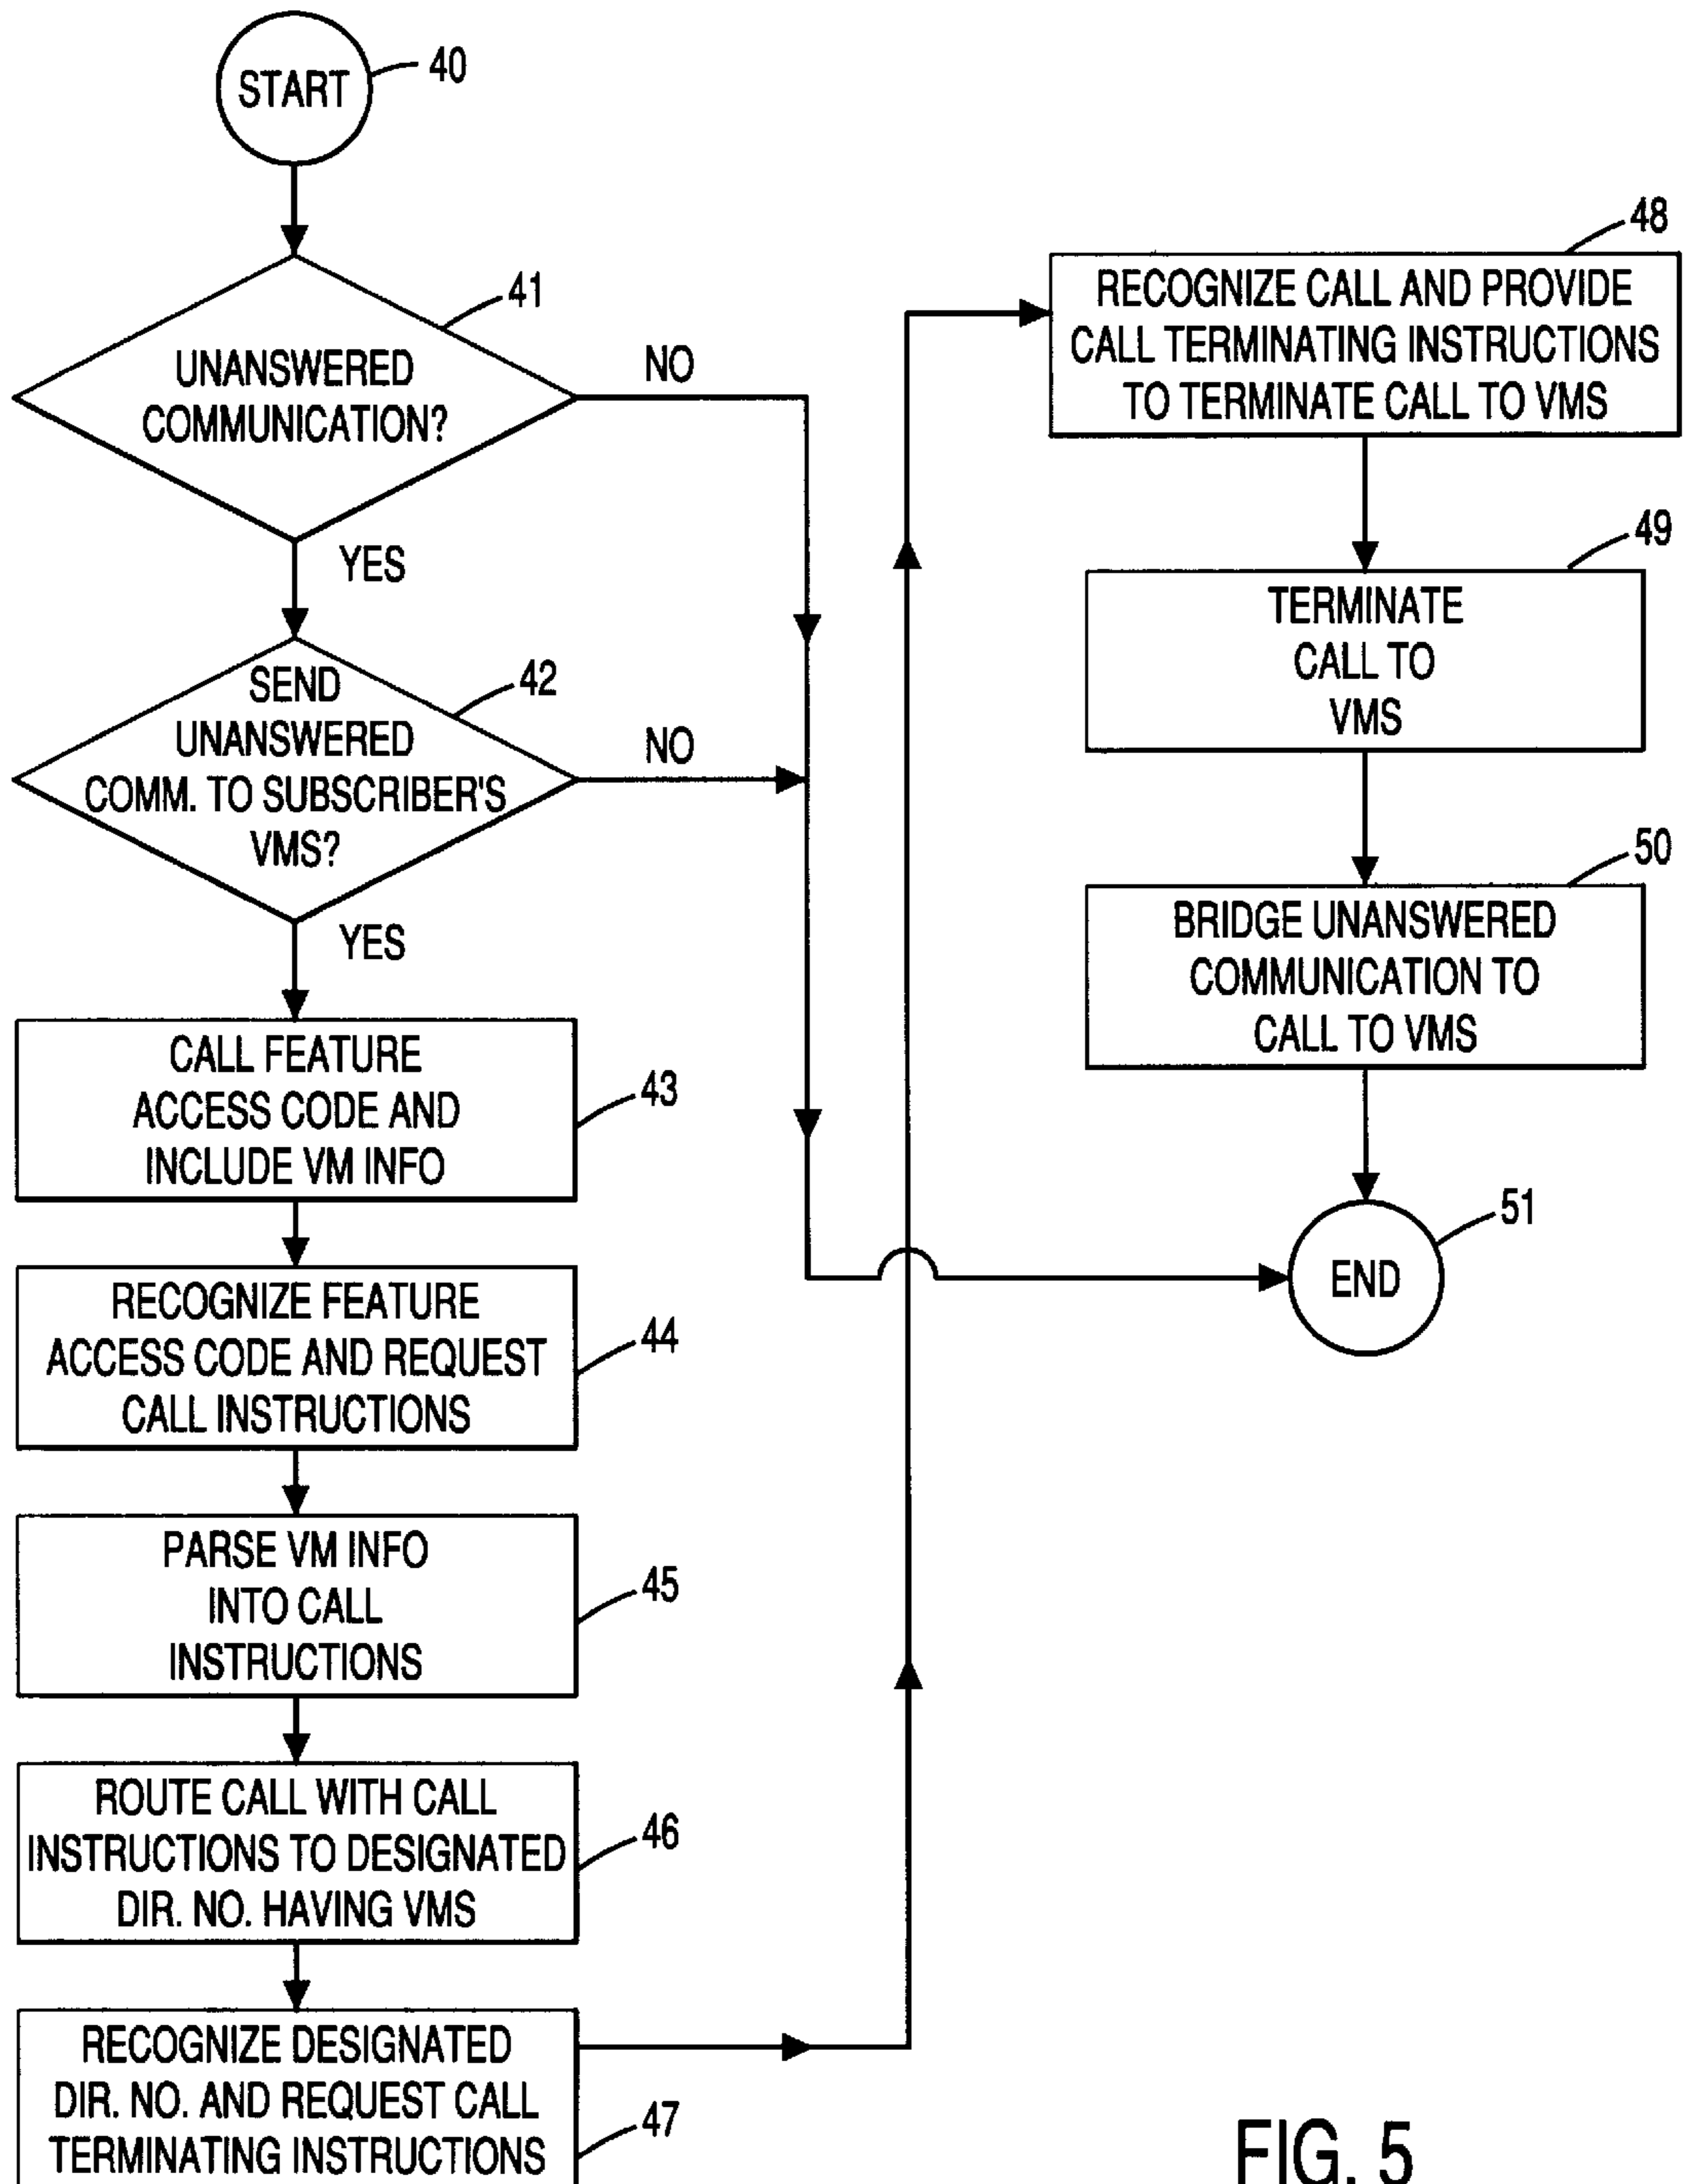 START
40
UNANSWERED
COMMUNICATION?
41
NO
YES
SEND
UNANSWERED
COMM. TO SUBSCRIBER'S
VMS?
42
NO
YES
CALL FEATURE
ACCESS CODE AND
INCLUDE VM INFO
43
RECOGNIZE FEATURE
ACCESS CODE AND REQUEST
CALL INSTRUCTIONS
44
PARSE VM INFO
INTO CALL
INSTRUCTIONS
45
ROUTE CALL WITH CALL
INSTRUCTIONS TO DESIGNATED
DIR. NO. HAVING VMS
46
RECOGNIZE DESIGNATED
DIR. NO. AND REQUEST CALL
TERMINATING INSTRUCTIONS
47
48
RECOGNIZE CALL AND PROVIDE
CALL TERMINATING INSTRUCTIONS
TO TERMINATE CALL TO VMS
49
TERMINATE
CALL TO
VMS
50
BRIDGE UNANSWERED
COMMUNICATION TO
CALL TO VMS
51
END
FIG. 5